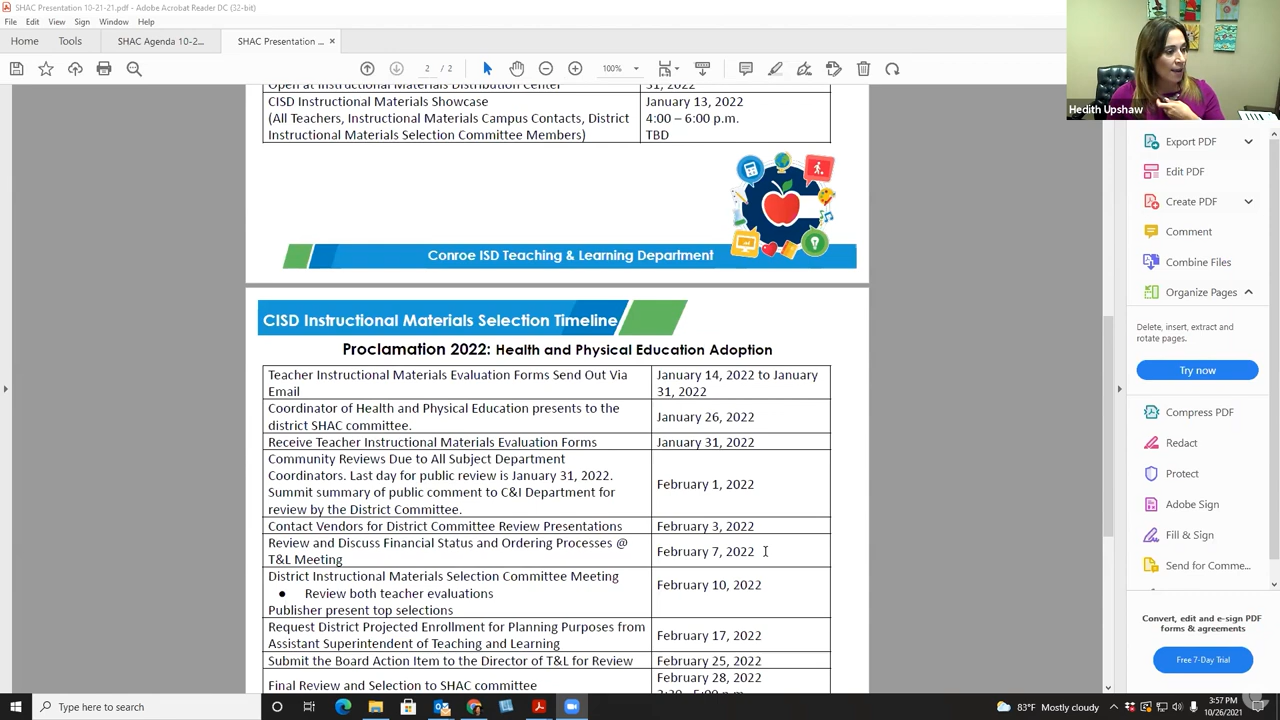 SHAC Presentation 10-21-21.pdf - Adobe Acrobat Reader DC (32-bit)
File Edit View Sign Window Help
Home Tools SHAC Agenda 10-2... SHAC Presentation ... ×
2 / 2 100%
Hedith Upshaw
Open at Instructional Materials Distribution Center 31, 2022
CISD Instructional Materials Showcase
(All Teachers, Instructional Materials Campus Contacts, District
Instructional Materials Selection Committee Members)
January 13, 2022
4:00 – 6:00 p.m.
TBD
Conroe ISD Teaching & Learning Department
CISD Instructional Materials Selection Timeline
Proclamation 2022: Health and Physical Education Adoption
Teacher Instructional Materials Evaluation Forms Send Out Via
Email
January 14, 2022 to January
31, 2022
Coordinator of Health and Physical Education presents to the
district SHAC committee.
January 26, 2022
Receive Teacher Instructional Materials Evaluation Forms
January 31, 2022
Community Reviews Due to All Subject Department
Coordinators. Last day for public review is January 31, 2022.
Summit summary of public comment to C&I Department for
review by the District Committee.
February 1, 2022
Contact Vendors for District Committee Review Presentations
February 3, 2022
Review and Discuss Financial Status and Ordering Processes @
T&L Meeting
February 7, 2022
District Instructional Materials Selection Committee Meeting
● Review both teacher evaluations
Publisher present top selections
February 10, 2022
Request District Projected Enrollment for Planning Purposes from
Assistant Superintendent of Teaching and Learning
February 17, 2022
Submit the Board Action Item to the Director of T&L for Review
February 25, 2022
Final Review and Selection to SHAC committee
February 28, 2022
3:30 - 5:00 p.m.
Export PDF
Edit PDF
Create PDF
Comment
Combine Files
Organize Pages
Delete, insert, extract and
rotate pages.
Try now
Compress PDF
Redact
Protect
Adobe Sign
Fill & Sign
Send for Comme...
Convert, edit and e-sign PDF
forms & agreements
Free 7-Day Trial
Type here to search
83°F Mostly cloudy
3:57 PM
10/26/2021